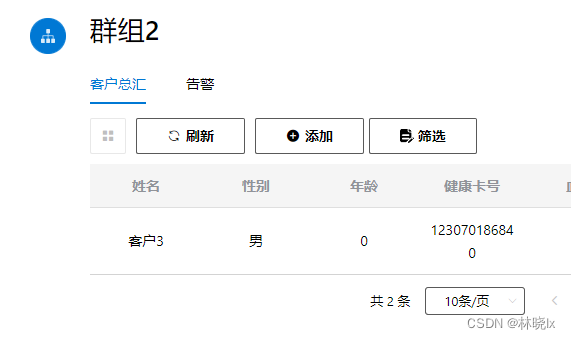 群组2
客户总汇 告警
刷新 添加 筛选
姓名 性别 年龄 健康卡号
客户3 男 0 12307018684
0
共 2 条 10条/页
CSDN @林晓lx